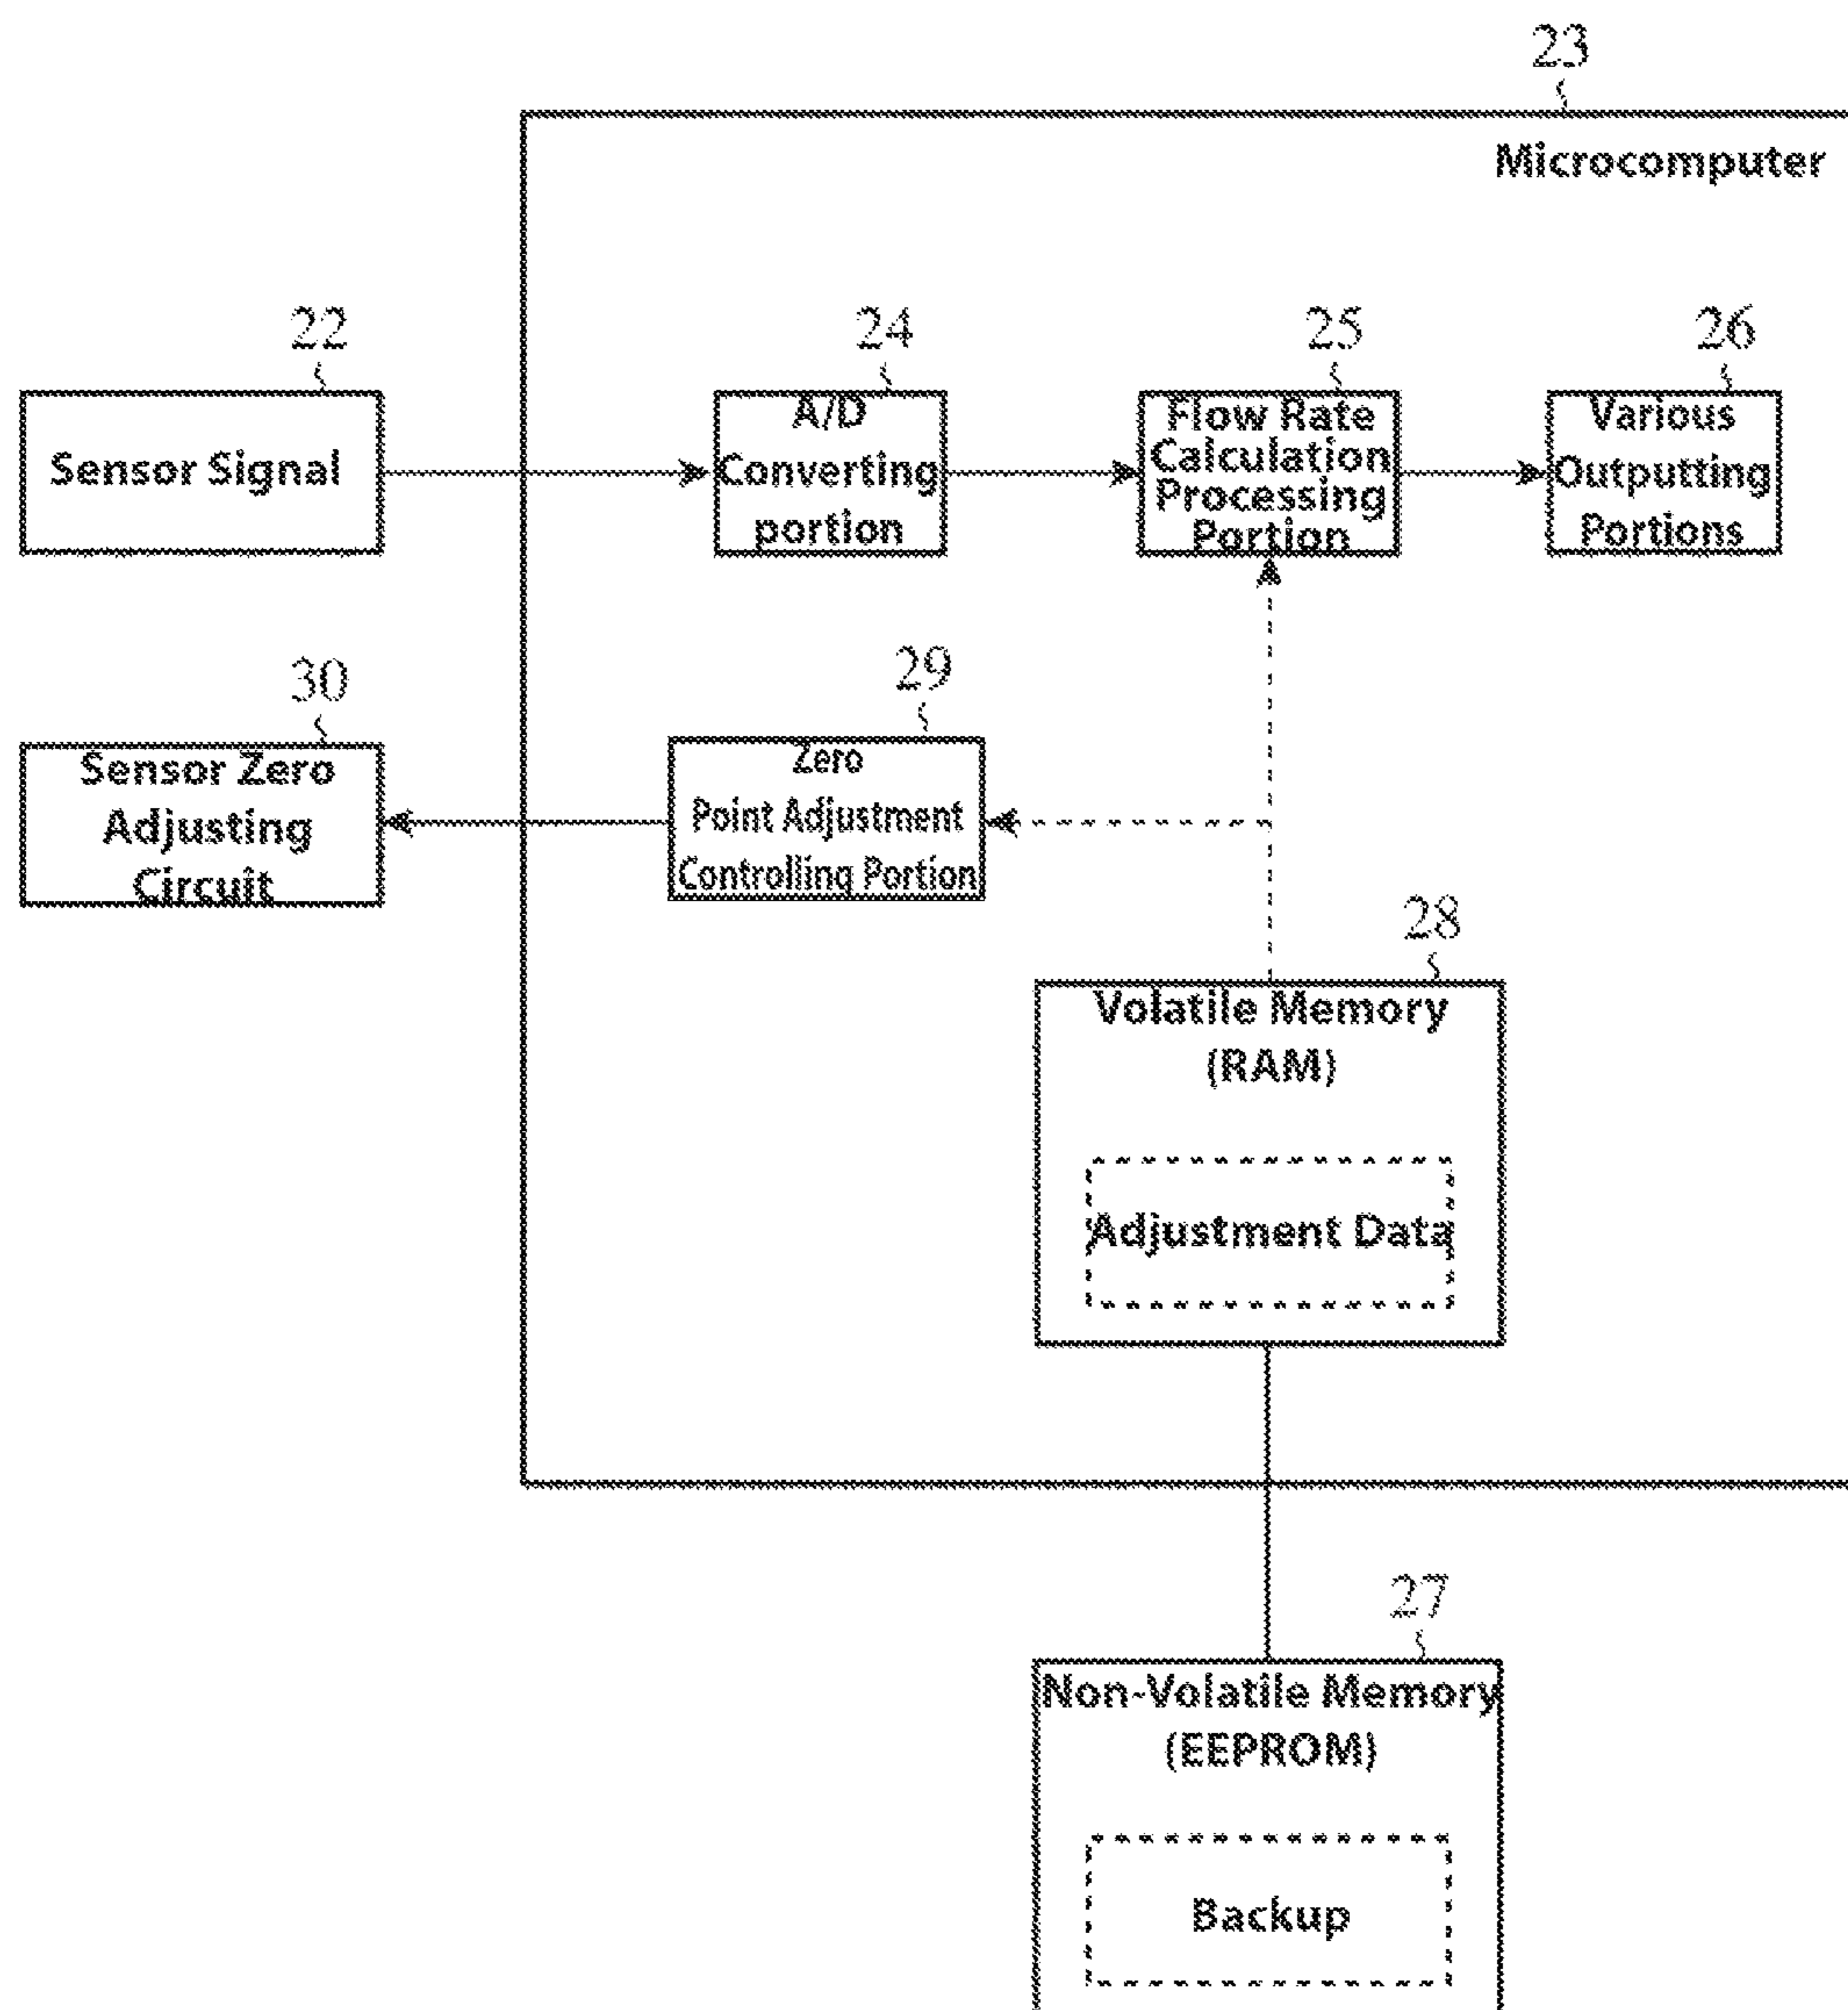 23
Microcomputer
22
24
25
26
Sensor Signal
A/D
Converting
portion
Flow Rate
Calculation
Processing
Portion
Various
Outputting
Portions
30
29
Sensor Zero
Adjusting
Circuit
Zero
Point Adjustment
Controlling Portion
28
Volatile Memory
(RAM)
Adjustment Data
27
Non-Volatile Memory
(EEPROM)
Backup